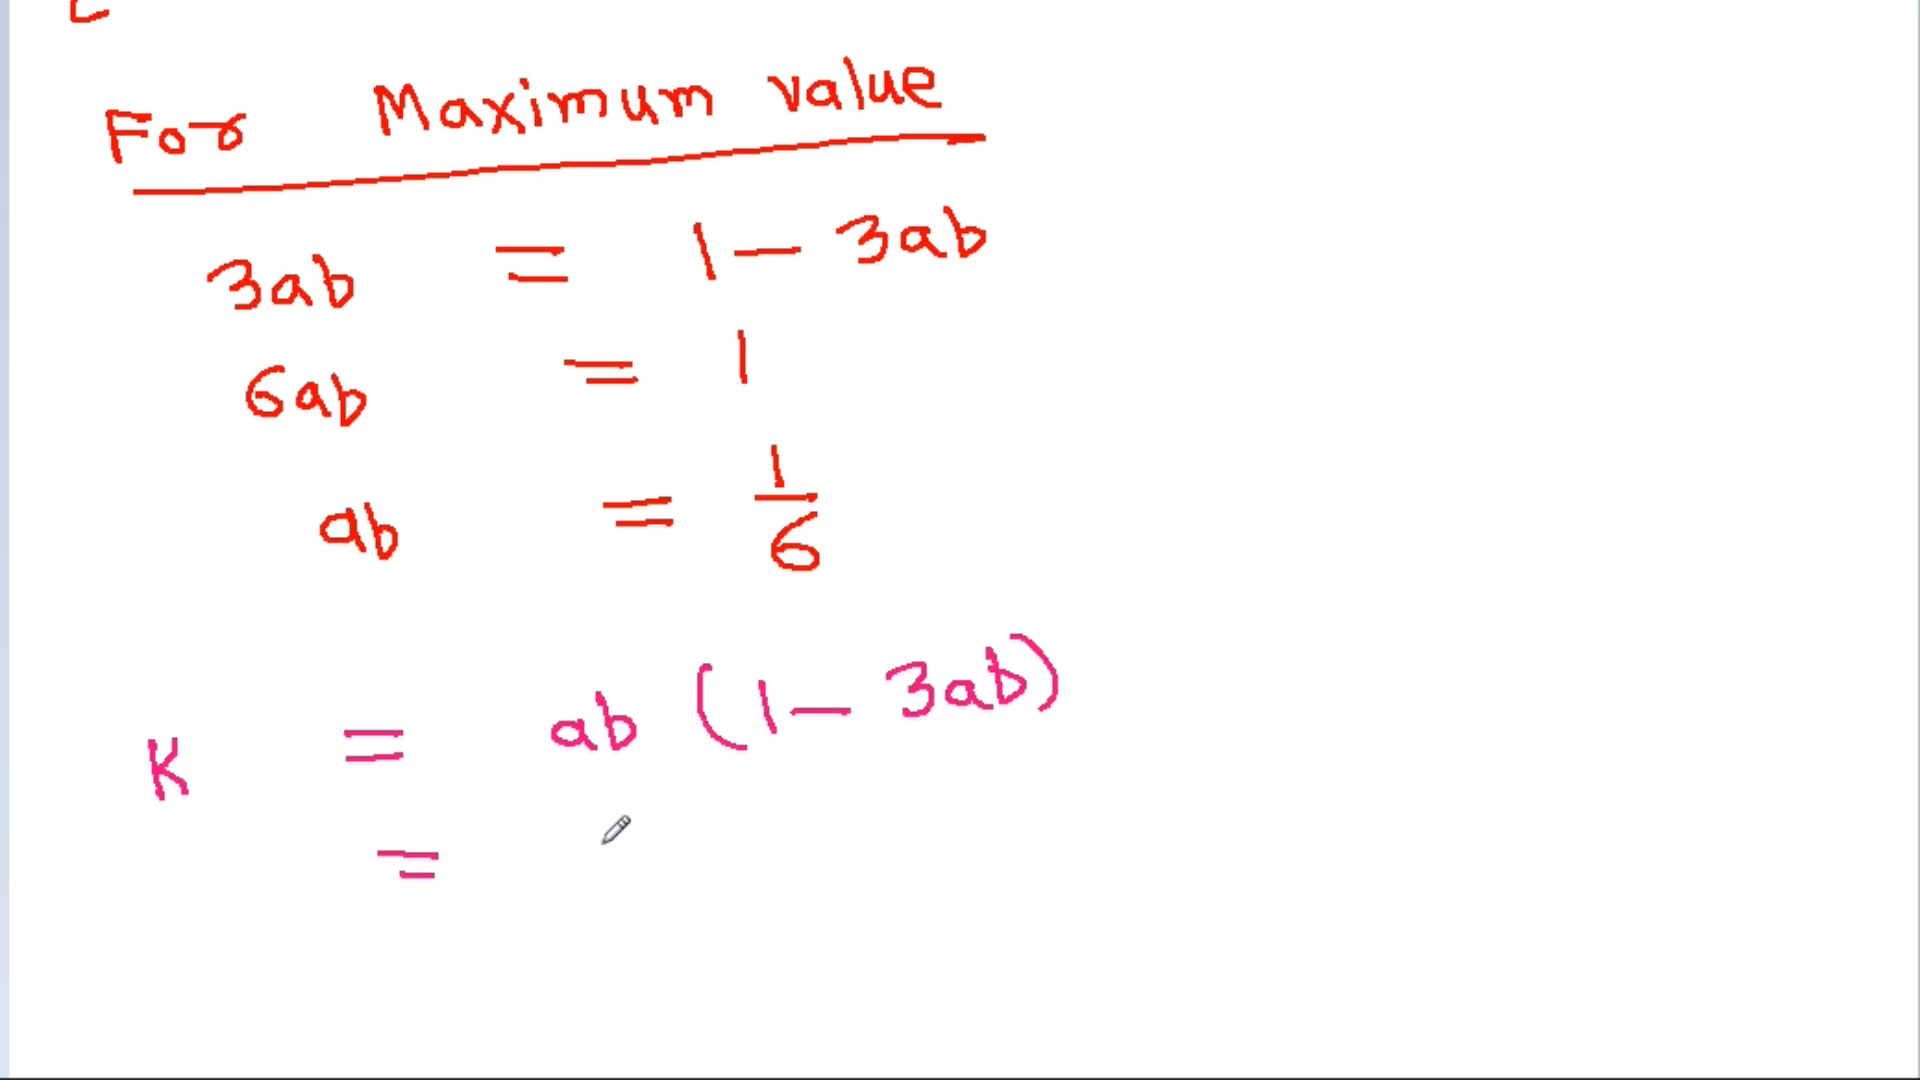 For Maximum value
3ab = 1 - 3ab
6ab = 1
ab = 1/6
K = ab (1 - 3ab)
=